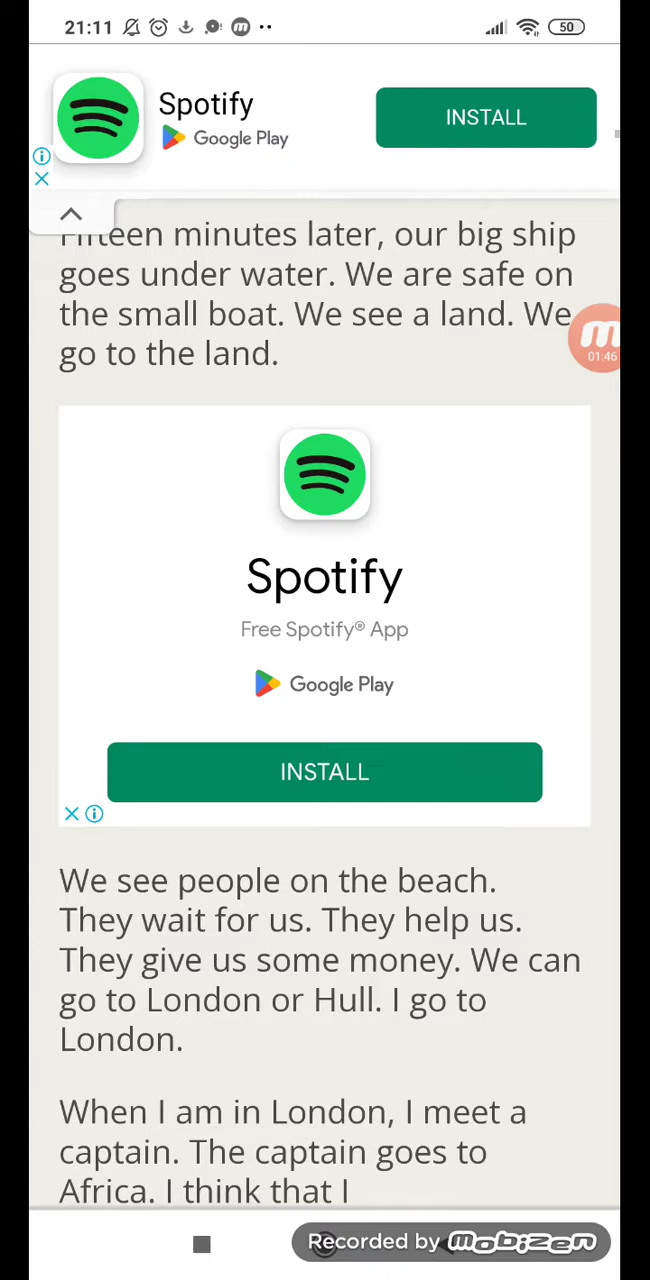 21:11
50
Spotify
Google Play
INSTALL
Fifteen minutes later, our big ship
goes under water. We are safe on
the small boat. We see a land. We
go to the land.
01:46
Spotify
Free Spotify® App
Google Play
INSTALL
We see people on the beach.
They wait for us. They help us.
They give us some money. We can
go to London or Hull. I go to
London.
When I am in London, I meet a
captain. The captain goes to
Africa. I think that I
Recorded by mobizen